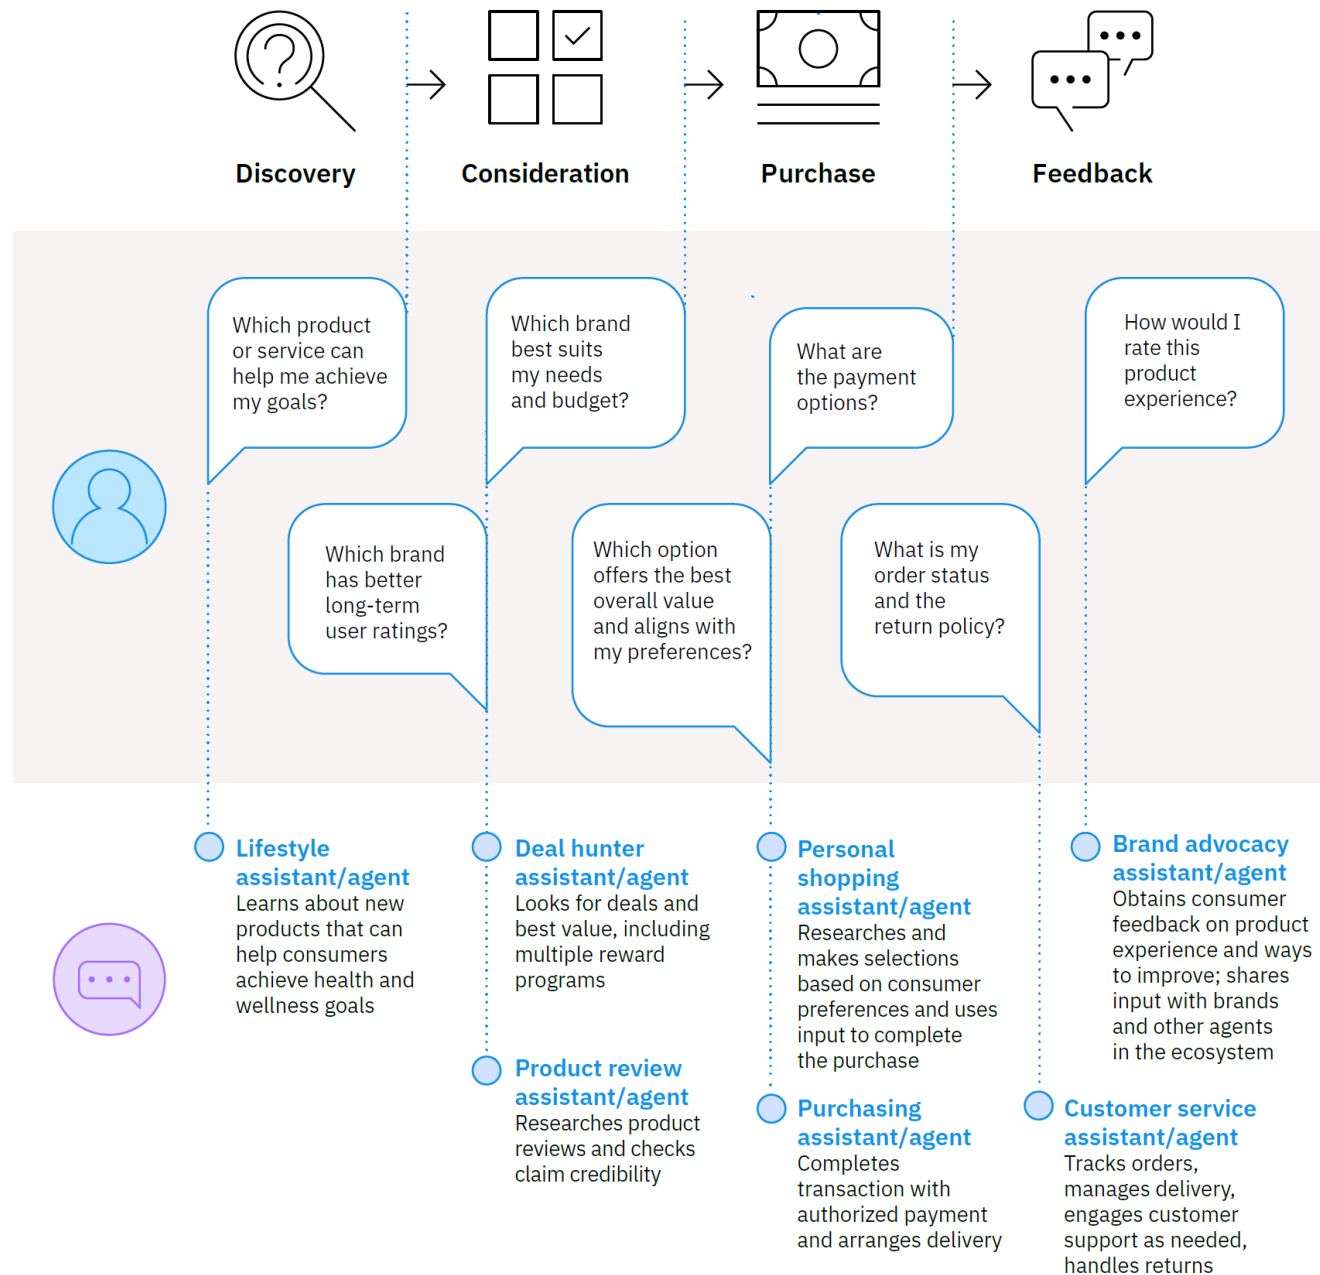 Discovery
Consideration
Purchase
Feedback
Which product
or service can
help me achieve
my goals?
Which brand
best suits
my needs
and budget?
What are
the payment
options?
How would I
rate this
product
experience?
Which brand
has better
long-term
user ratings?
Which option
offers the best
overall value
and aligns with
my preferences?
What is my
order status
and the
return policy?
Lifestyle
assistant/agent
Learns about new
products that can
help consumers
achieve health and
wellness goals
Deal hunter
assistant/agent
Looks for deals and
best value, including
multiple reward
programs
Product review
assistant/agent
Researches product
reviews and checks
claim credibility
Personal
shopping
assistant/agent
Researches and
makes selections
based on consumer
preferences and uses
input to complete
the purchase
Purchasing
assistant/agent
Completes
transaction with
authorized payment
and arranges delivery
Brand advocacy
assistant/agent
Obtains consumer
feedback on product
experience and ways
to improve; shares
input with brands
and other agents
in the ecosystem
Customer service
assistant/agent
Tracks orders,
manages delivery,
engages customer
support as needed,
handles returns